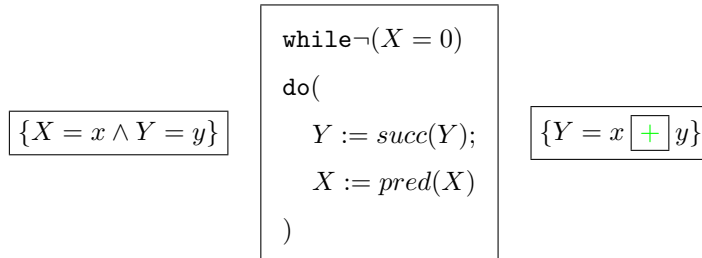 {X = x ∧ Y = y}
while¬(X = 0)
do(
Y := succ(Y);
X := pred(X)
)
{Y = x + y}